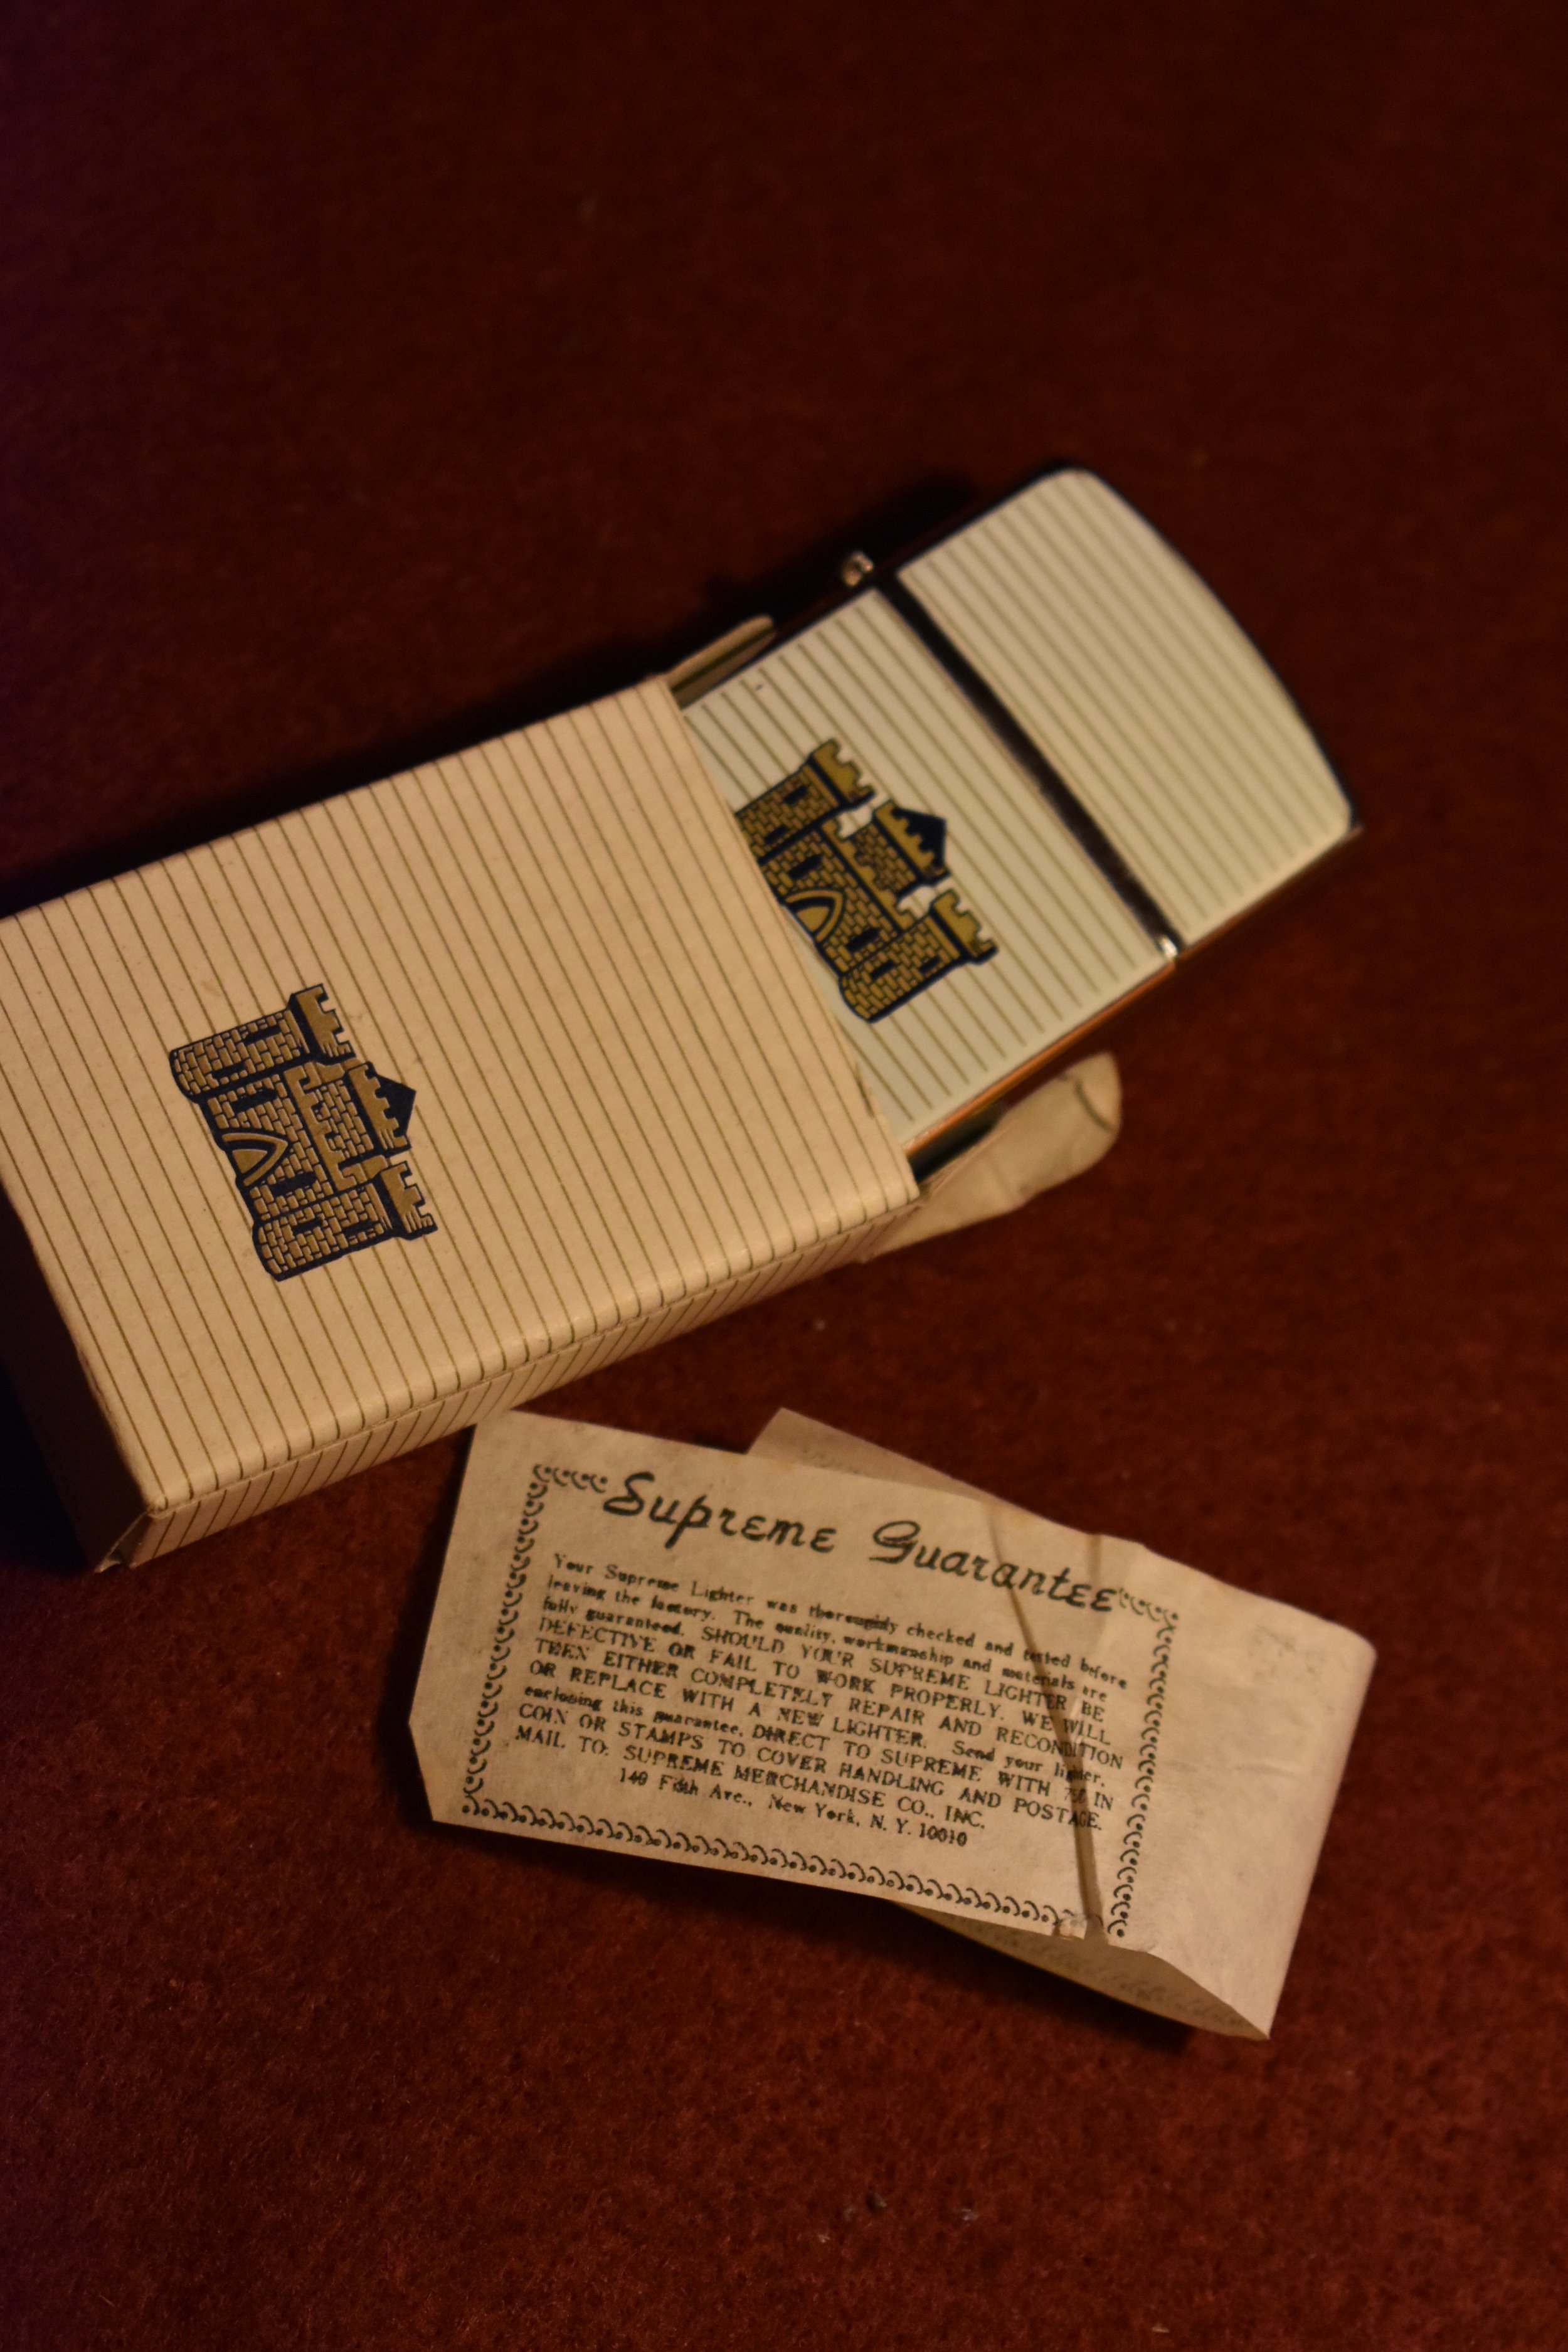 Supreme Guarantee
Your Supreme Lighter was thoroughly checked and tested before
leaving the factory. The quality, workmanship and materials are
fully guaranteed. SHOULD YOUR SUPREME LIGHTER BE
DEFECTIVE OR FAIL TO WORK PROPERLY. WE WILL
THEN EITHER COMPLETELY REPAIR AND RECONDITION
OR REPLACE WITH A NEW LIGHTER. Send your lighter,
enclosing this guarantee, DIRECT TO SUPREME WITH IN
COIN OR STAMPS TO COVER HANDLING AND POSTAGE.
MAIL TO: SUPREME MERCHANDISE CO., INC.
140 Fifth Ave., New York, N. Y. 10010